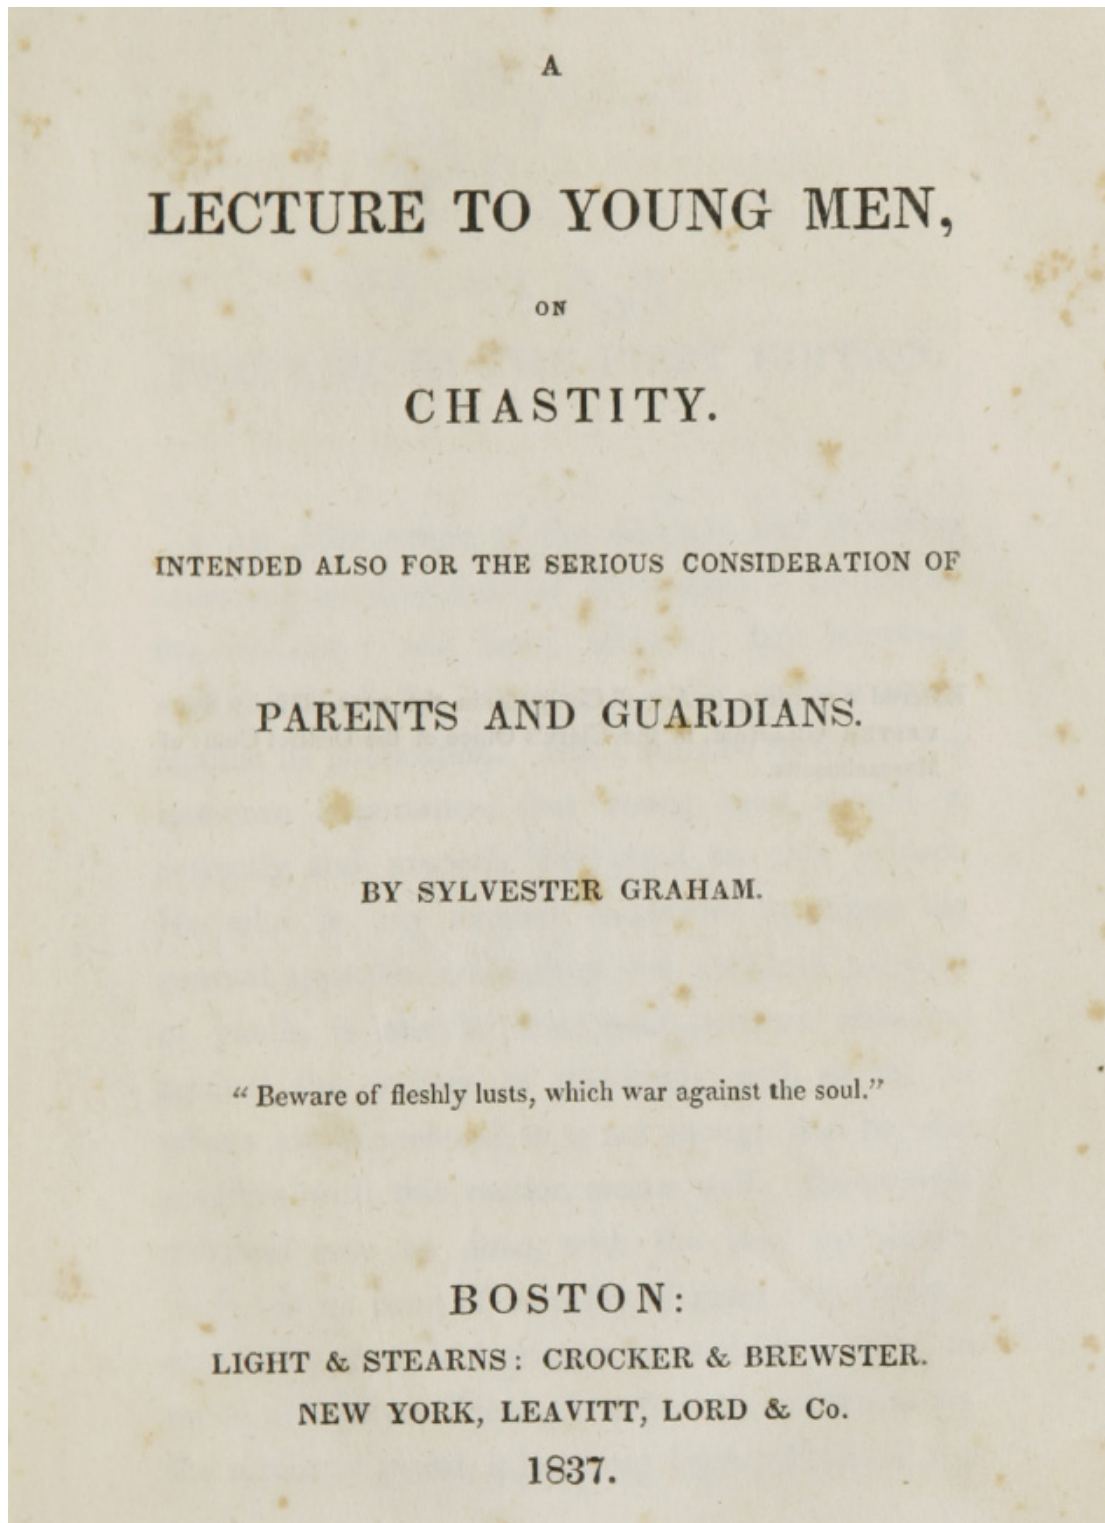 A
LECTURE TO YOUNG MEN,
ON
CHASTITY.
INTENDED ALSO FOR THE SERIOUS CONSIDERATION OF
PARENTS AND GUARDIANS.
BY SYLVESTER GRAHAM.
“Beware of fleshly lusts, which war against the soul.”
BOSTON:
LIGHT & STEARNS: CROCKER & BREWSTER.
NEW YORK, LEAVITT, LORD & Co.
1837.